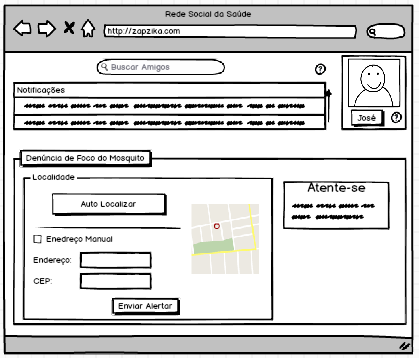 Rede Social da Saúde
http://zapzika.com
Buscar Amigos
?
Notificações
José
?
Denúncia de Foco do Mosquito
Localidade
Auto Localizar
Enedreço Manual
Endereço:
CEP:
Enviar Alertar
Atente-se